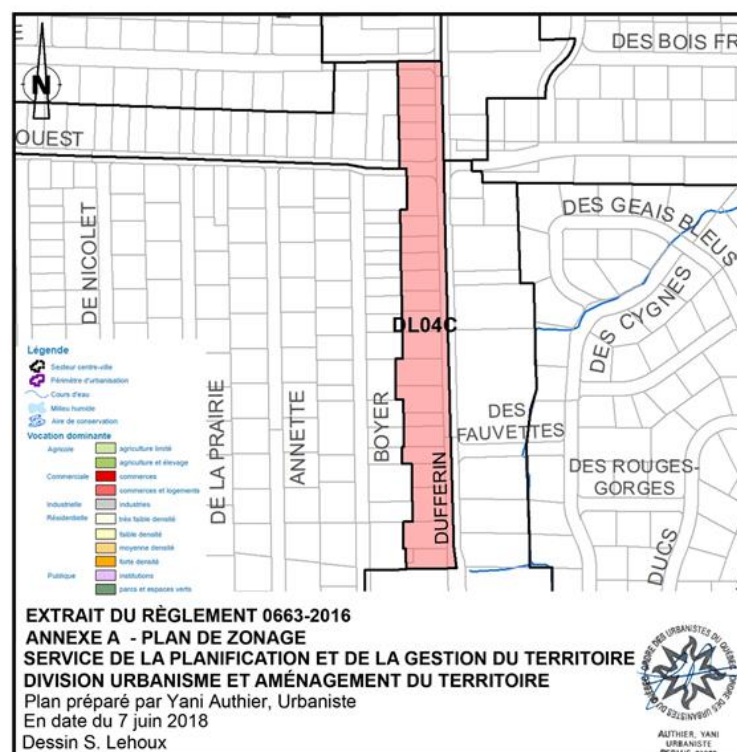 E
DES BOIS FR
N
OUEST
DES GEAIS BLEUS
DE NICOLET
DES CYGNES
DL04C
Légende
Secteur centre-ville
Périmètre d'urbanisation
Cours d'eau
Milieu humide
Aire de conservation
Vocation dominante
Agricole agriculture limité
agriculture et élevage
Commerciale commerces
commerces et logements
Industrielle industries
Résidentielle très faible densité
faible densité
moyenne densité
forte densité
Publique institutions
parcs et espaces verts
DE LA PRAIRIE
ANNETTE
BOYER
DUFFERIN
DES
FAUVETTES
DES ROUGES-
GORGES
DUCS
EXTRAIT DU RÈGLEMENT 0663-2016
ANNEXE A - PLAN DE ZONAGE
SERVICE DE LA PLANIFICATION ET DE LA GESTION DU TERRITOIRE
DIVISION URBANISME ET AMÉNAGEMENT DU TERRITOIRE
Plan préparé par Yani Authier, Urbaniste
En date du 7 juin 2018
Dessin S. Lehoux
ORDRE DES URBANISTES DU QUÉBEC
AUTHIER, YANI
URBANISTE